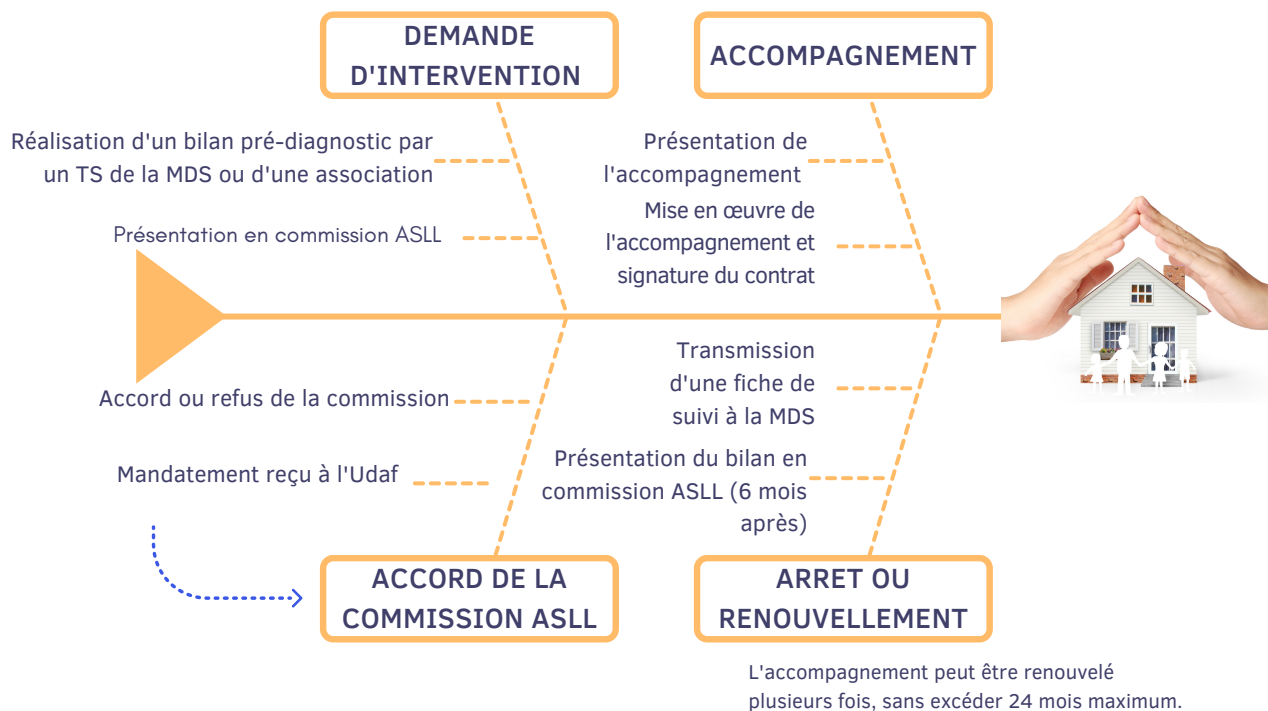 DEMANDE
D'INTERVENTION
Réalisation d'un bilan pré-diagnostic par
un TS de la MDS ou d'une association
Présentation en commission ASLL
ACCOMPAGNEMENT
Présentation de
l'accompagnement
Mise en œuvre de
l'accompagnement et
signature du contrat
Accord ou refus de la commission
Mandatement reçu à l'Udaf
ACCORD DE LA
COMMISSION ASLL
Transmission
d'une fiche de
suivi à la MDS
Présentation du bilan en
commission ASLL (6 mois
après)
ARRET OU
RENOUVELLEMENT
L'accompagnement peut être renouvelé
plusieurs fois, sans excéder 24 mois maximum.